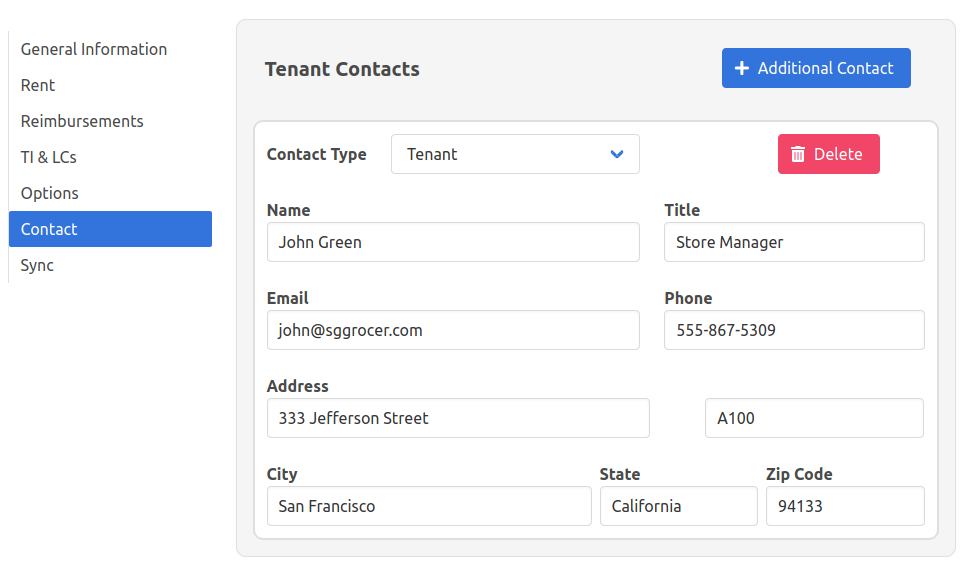 General Information
Rent
Reimbursements
TI & LCs
Options
Contact
Sync
Tenant Contacts
Additional Contact
Contact Type
Tenant
Delete
Name
Title
John Green
Store Manager
Email
Phone
john@sggrocer.com
555-867-5309
Address
333 Jefferson Street
A100
City
State
Zip Code
San Francisco
California
94133